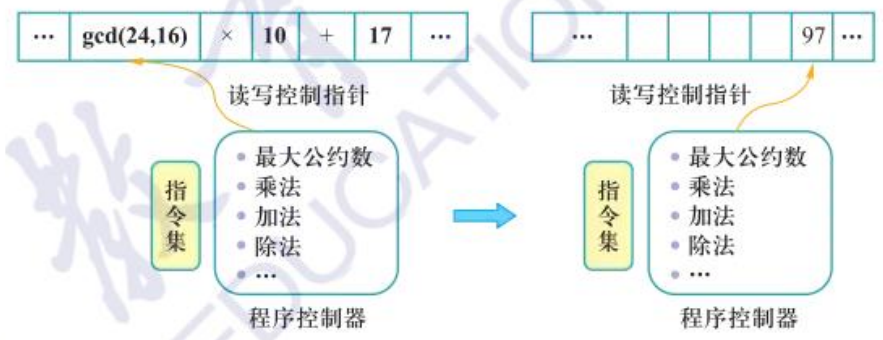 … gcd(24,16) × 10 + 17 …
读写控制指针
指令集
• 最大公约数
• 乘法
• 加法
• 除法
• …
程序控制器
… 97 …
读写控制指针
指令集
• 最大公约数
• 乘法
• 加法
• 除法
• …
程序控制器
EDUCATION